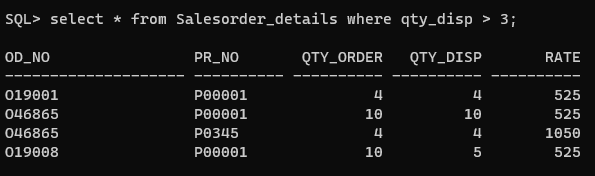 SQL> select * from Salesorder_details where qty_disp > 3;
OD_NO PR_NO QTY_ORDER QTY_DISP RATE
-------------------- ---------- ---------- ---------- ----------
O19001 P00001 4 4 525
O46865 P00001 10 10 525
O46865 P0345 4 4 1050
O19008 P00001 10 5 525